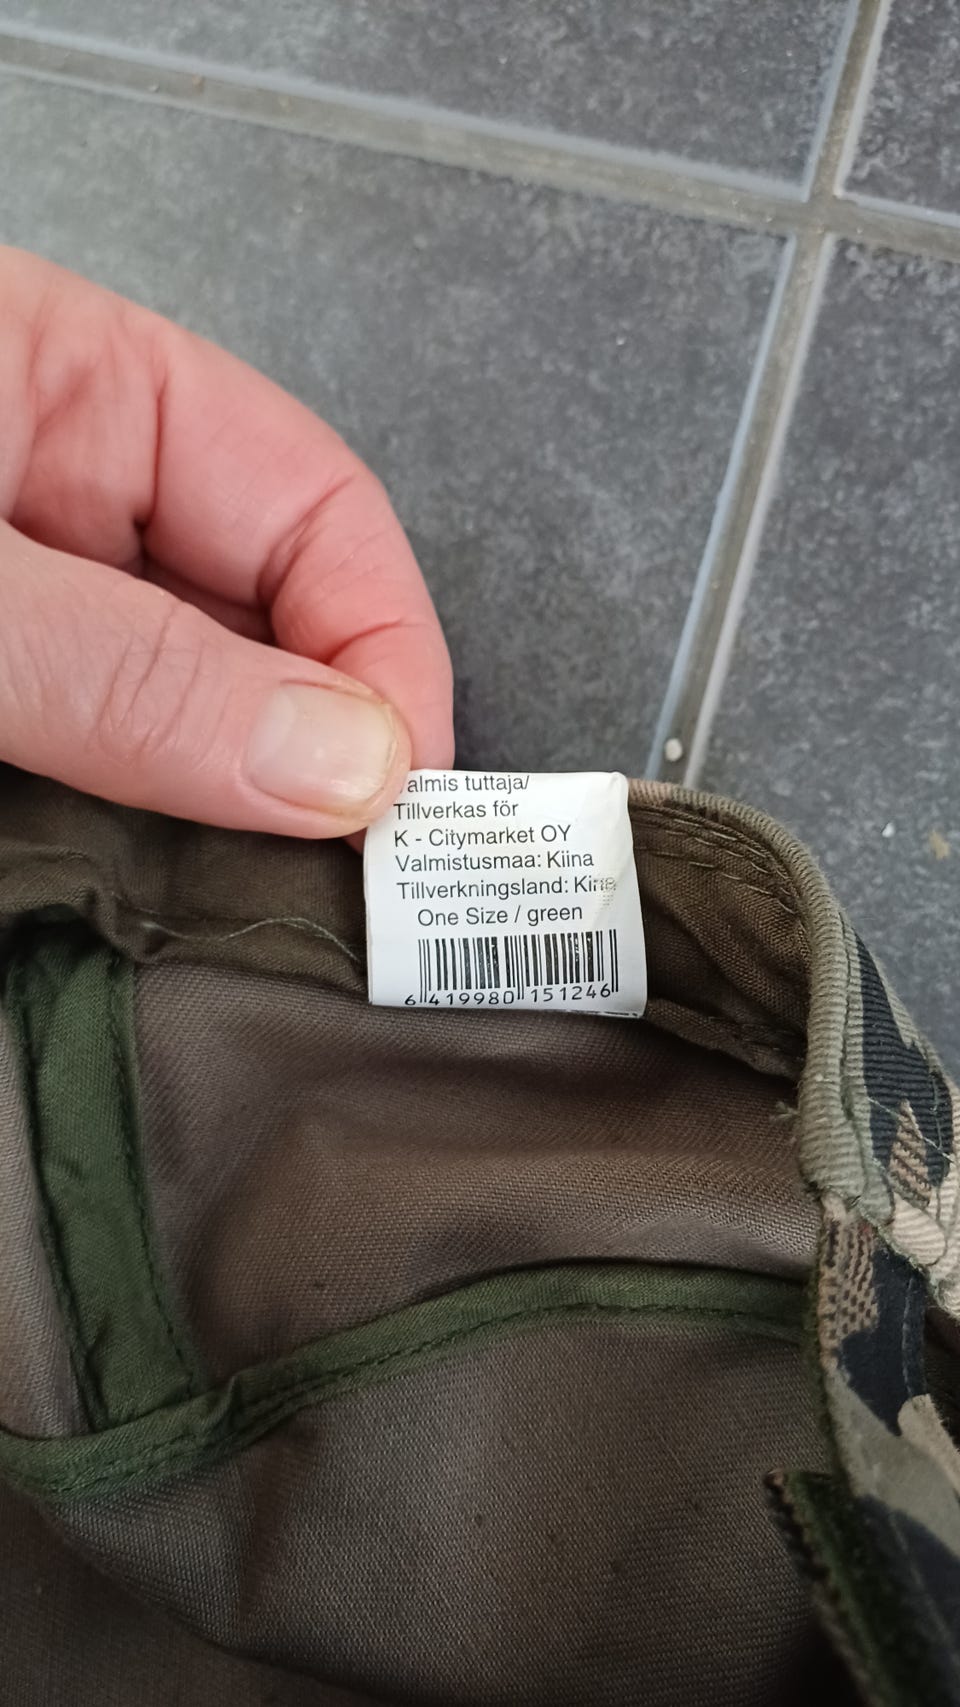 almis tuttaja/
Tillverkas för
K - Citymarket OY
Valmistusmaa: Kiina
Tillverkningsland: Kina
One Size / green
6 419980 151246